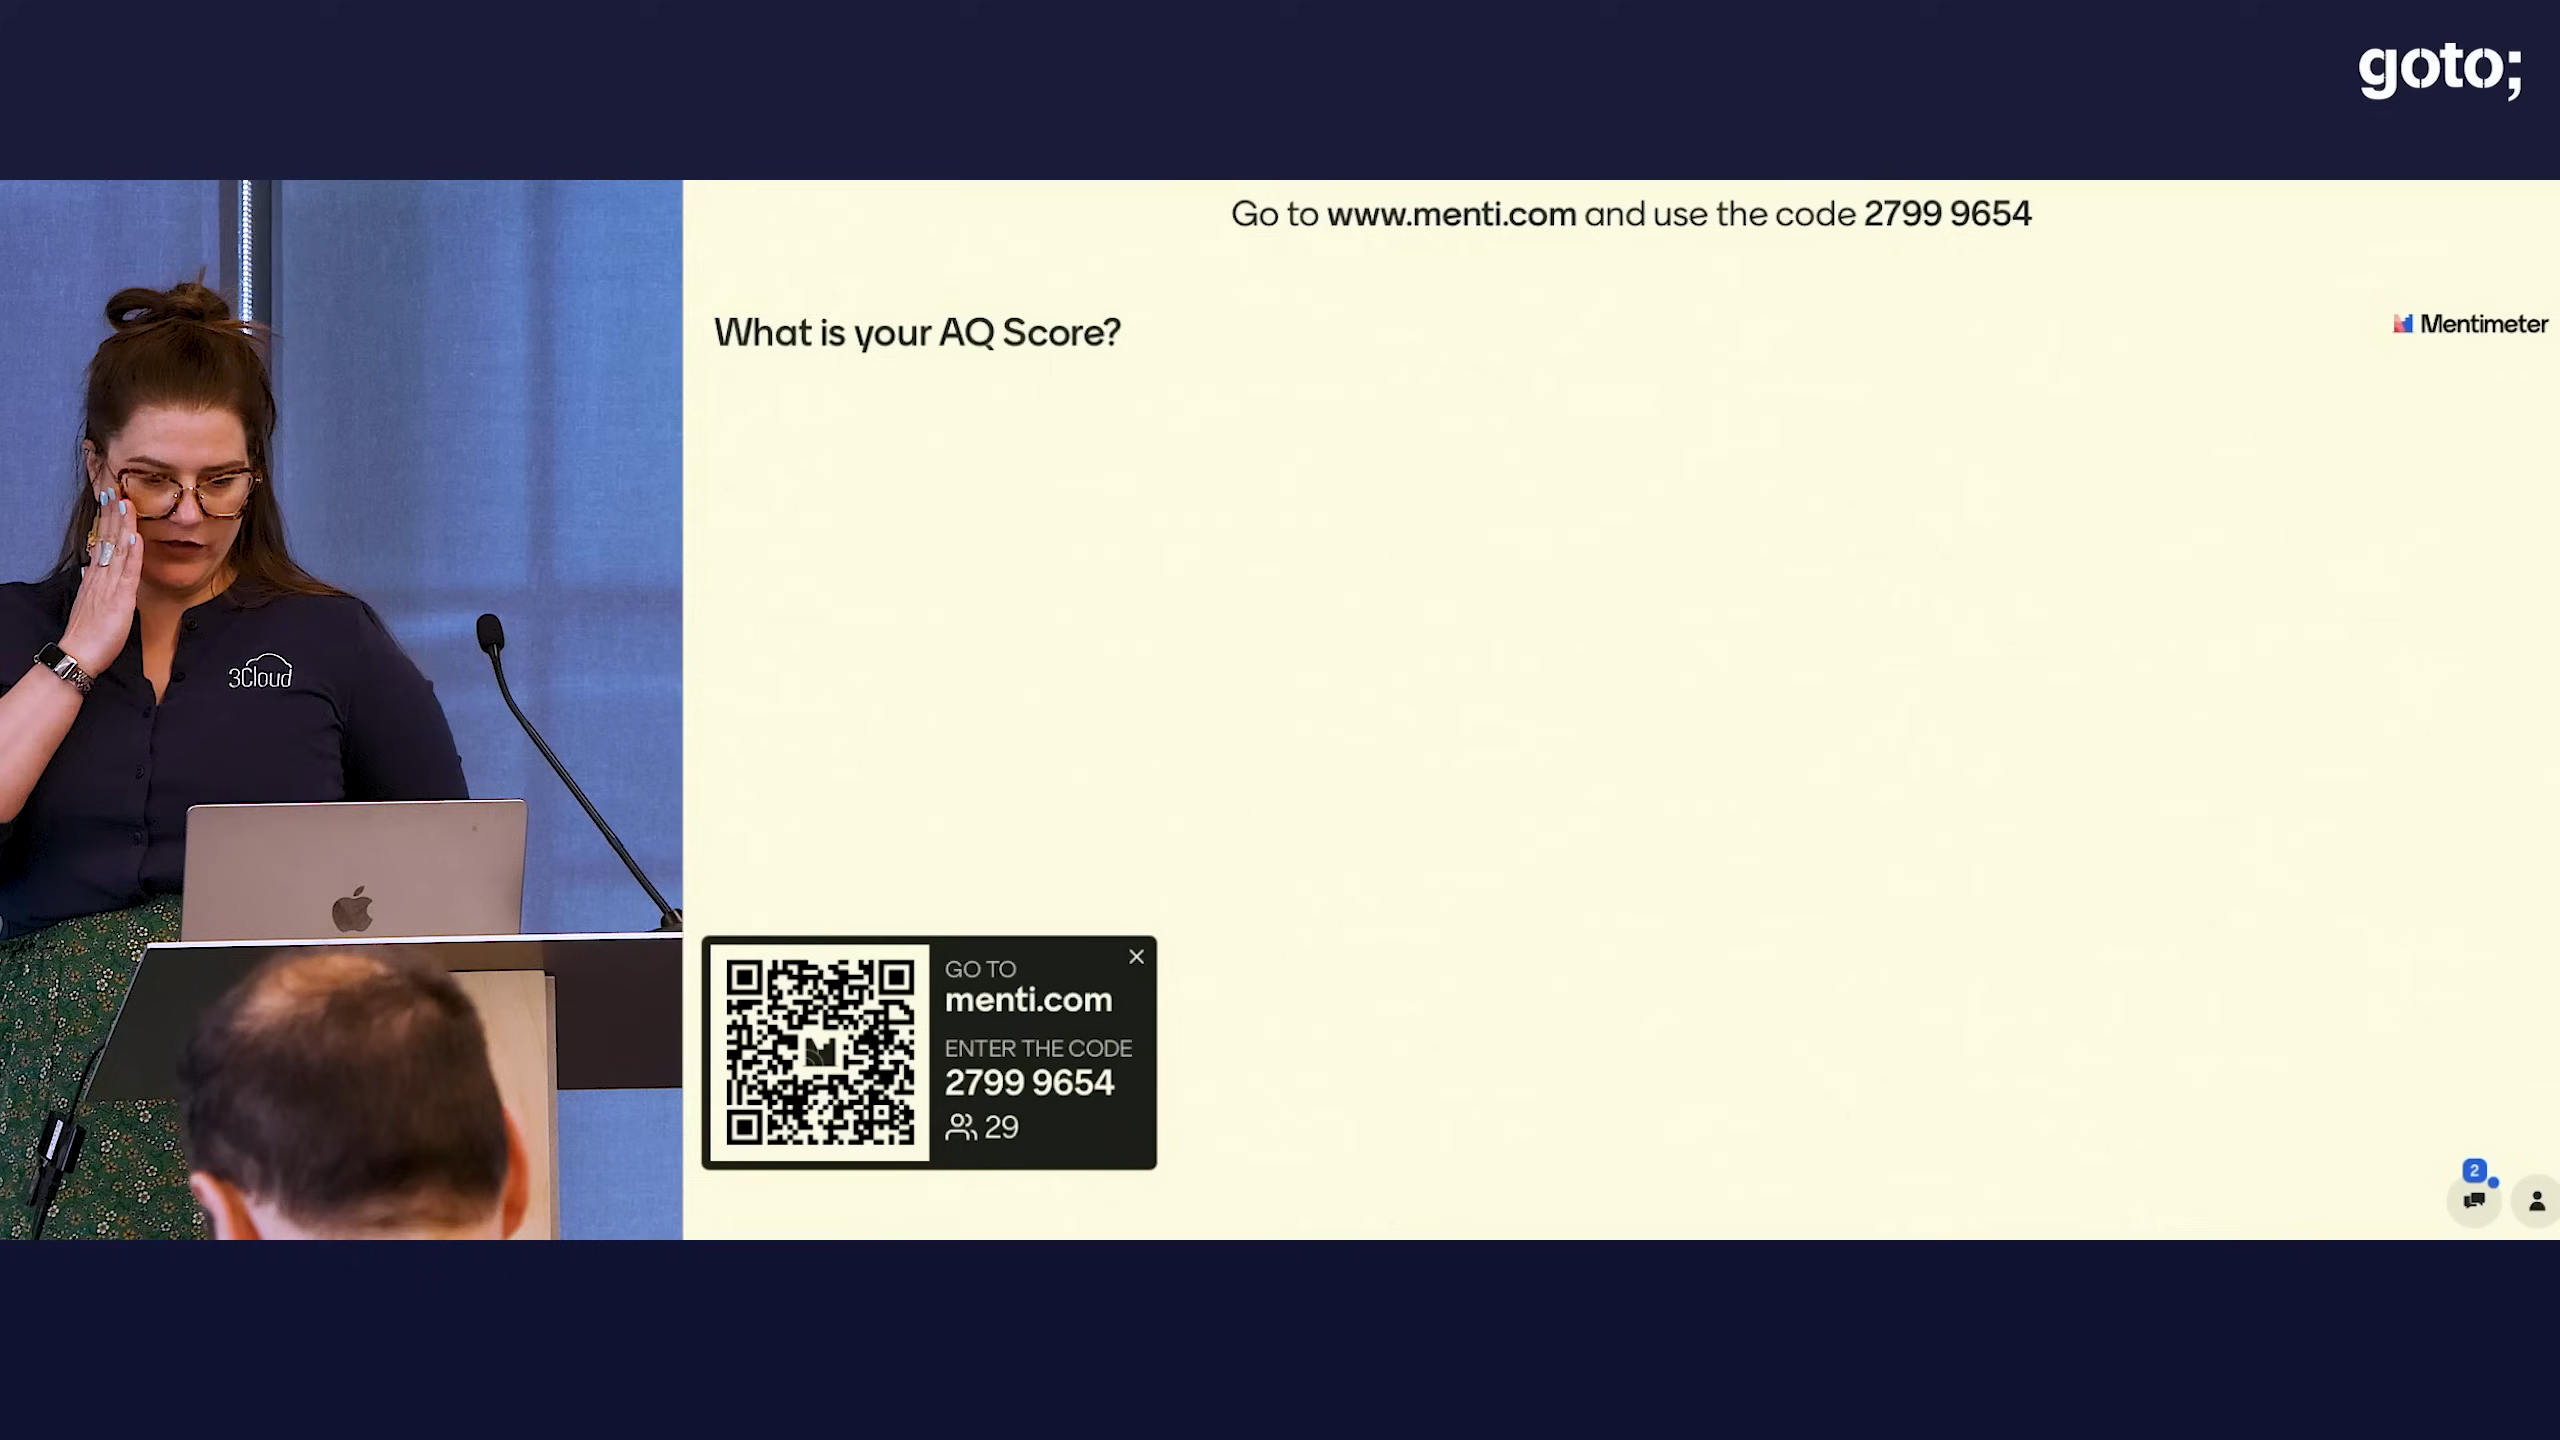 goto;
Go to www.menti.com and use the code 2799 9654
What is your AQ Score?
Mentimeter
3Cloud
GO TO
menti.com
ENTER THE CODE
2799 9654
29
2